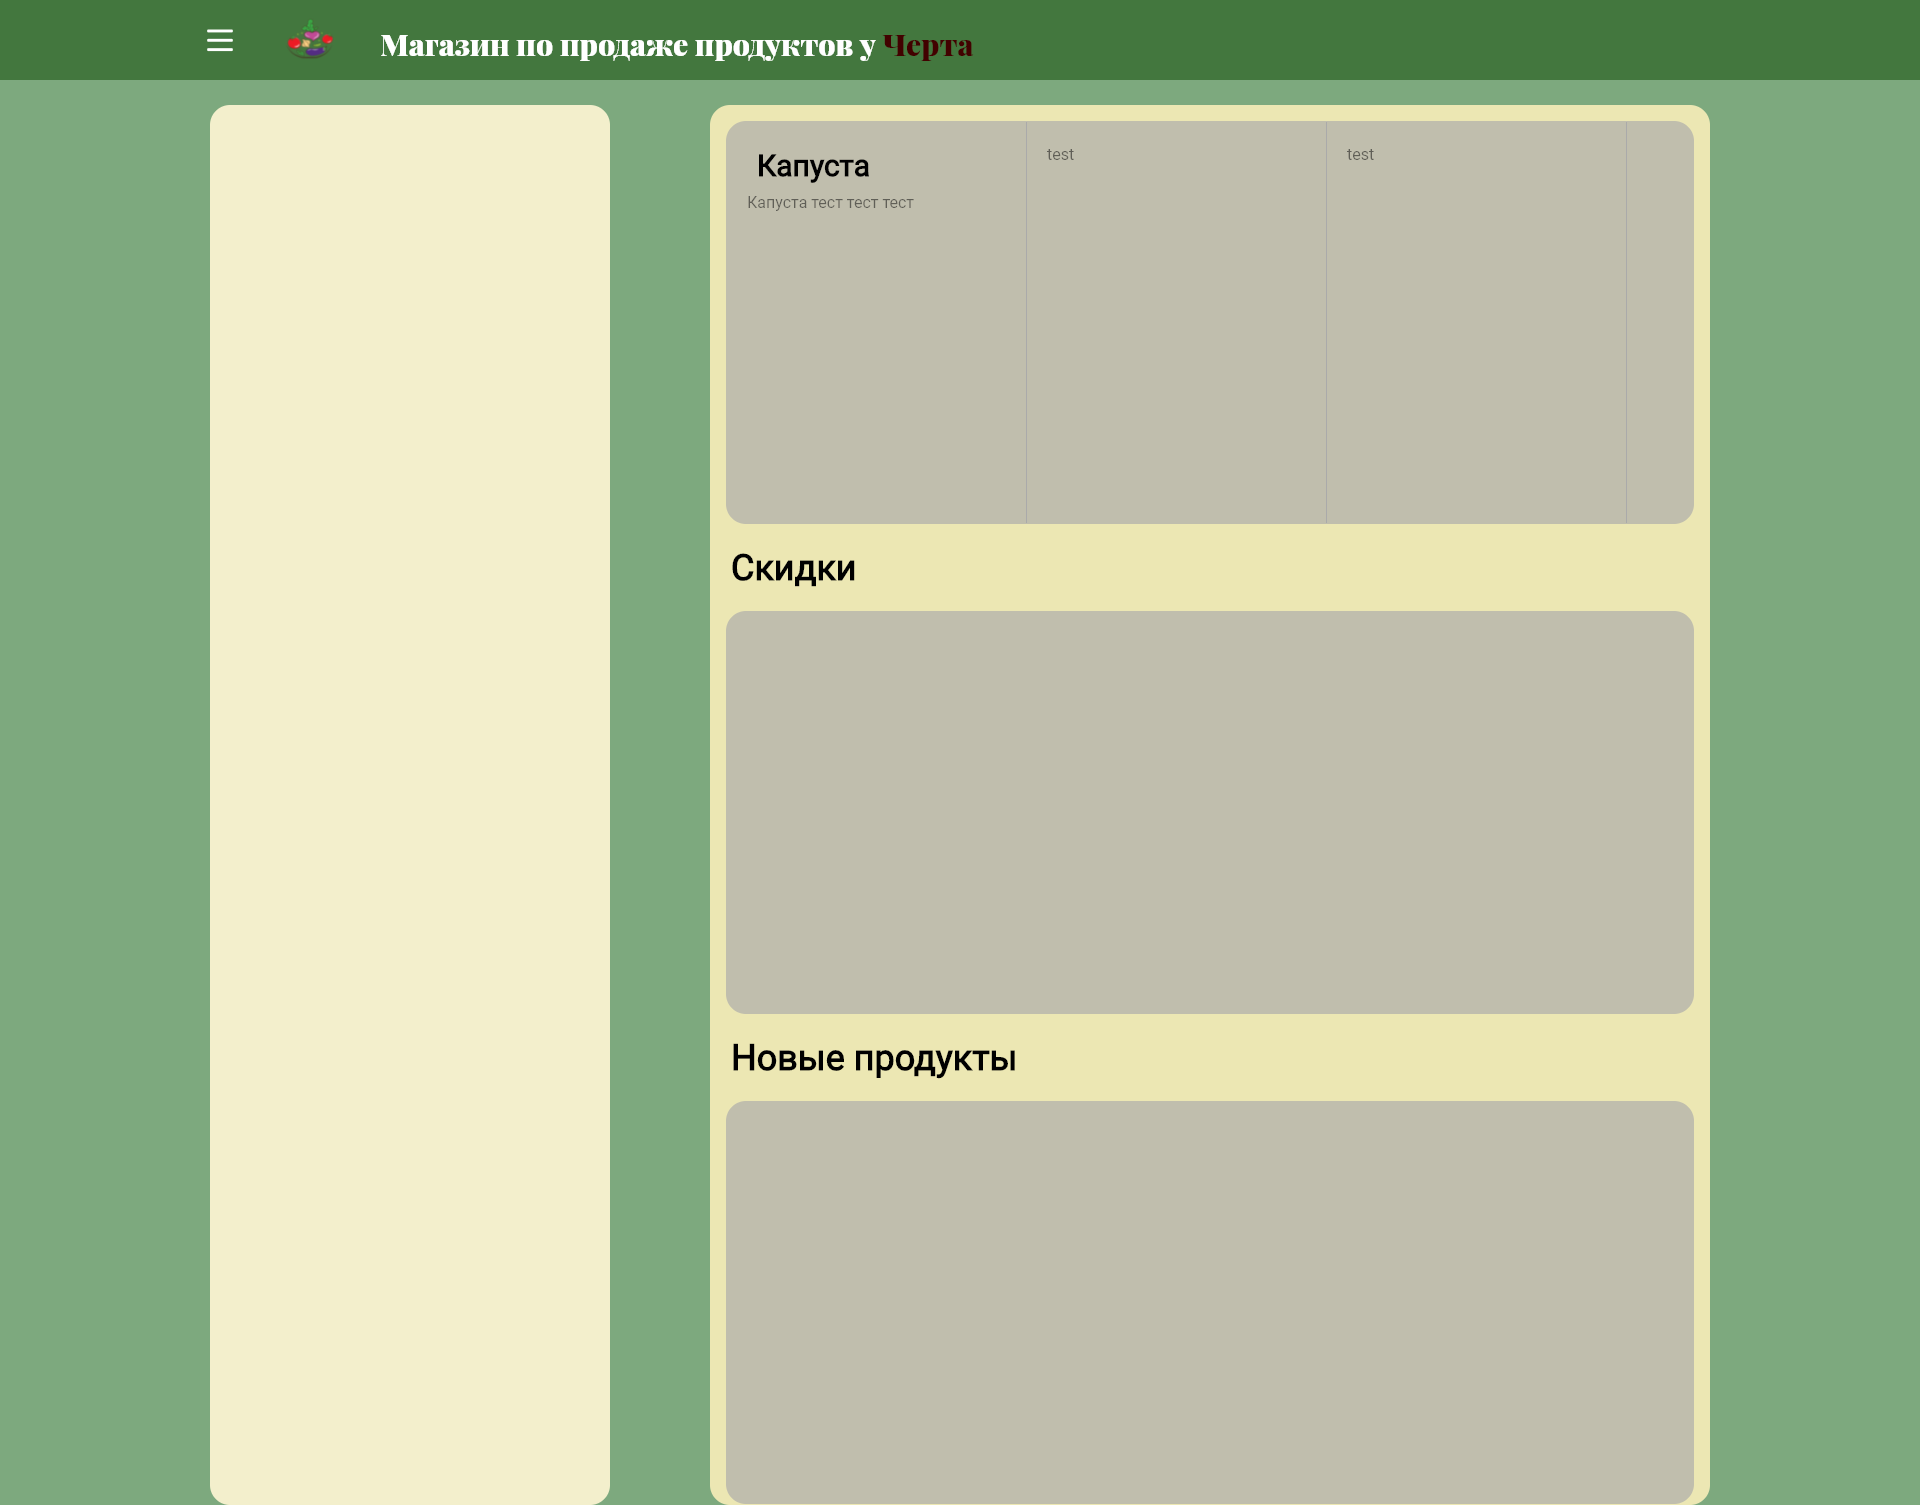 Магазин по продаже продуктов у Черта
Капуста
Капуста тест тест тест
test
test
Скидки
Новые продукты